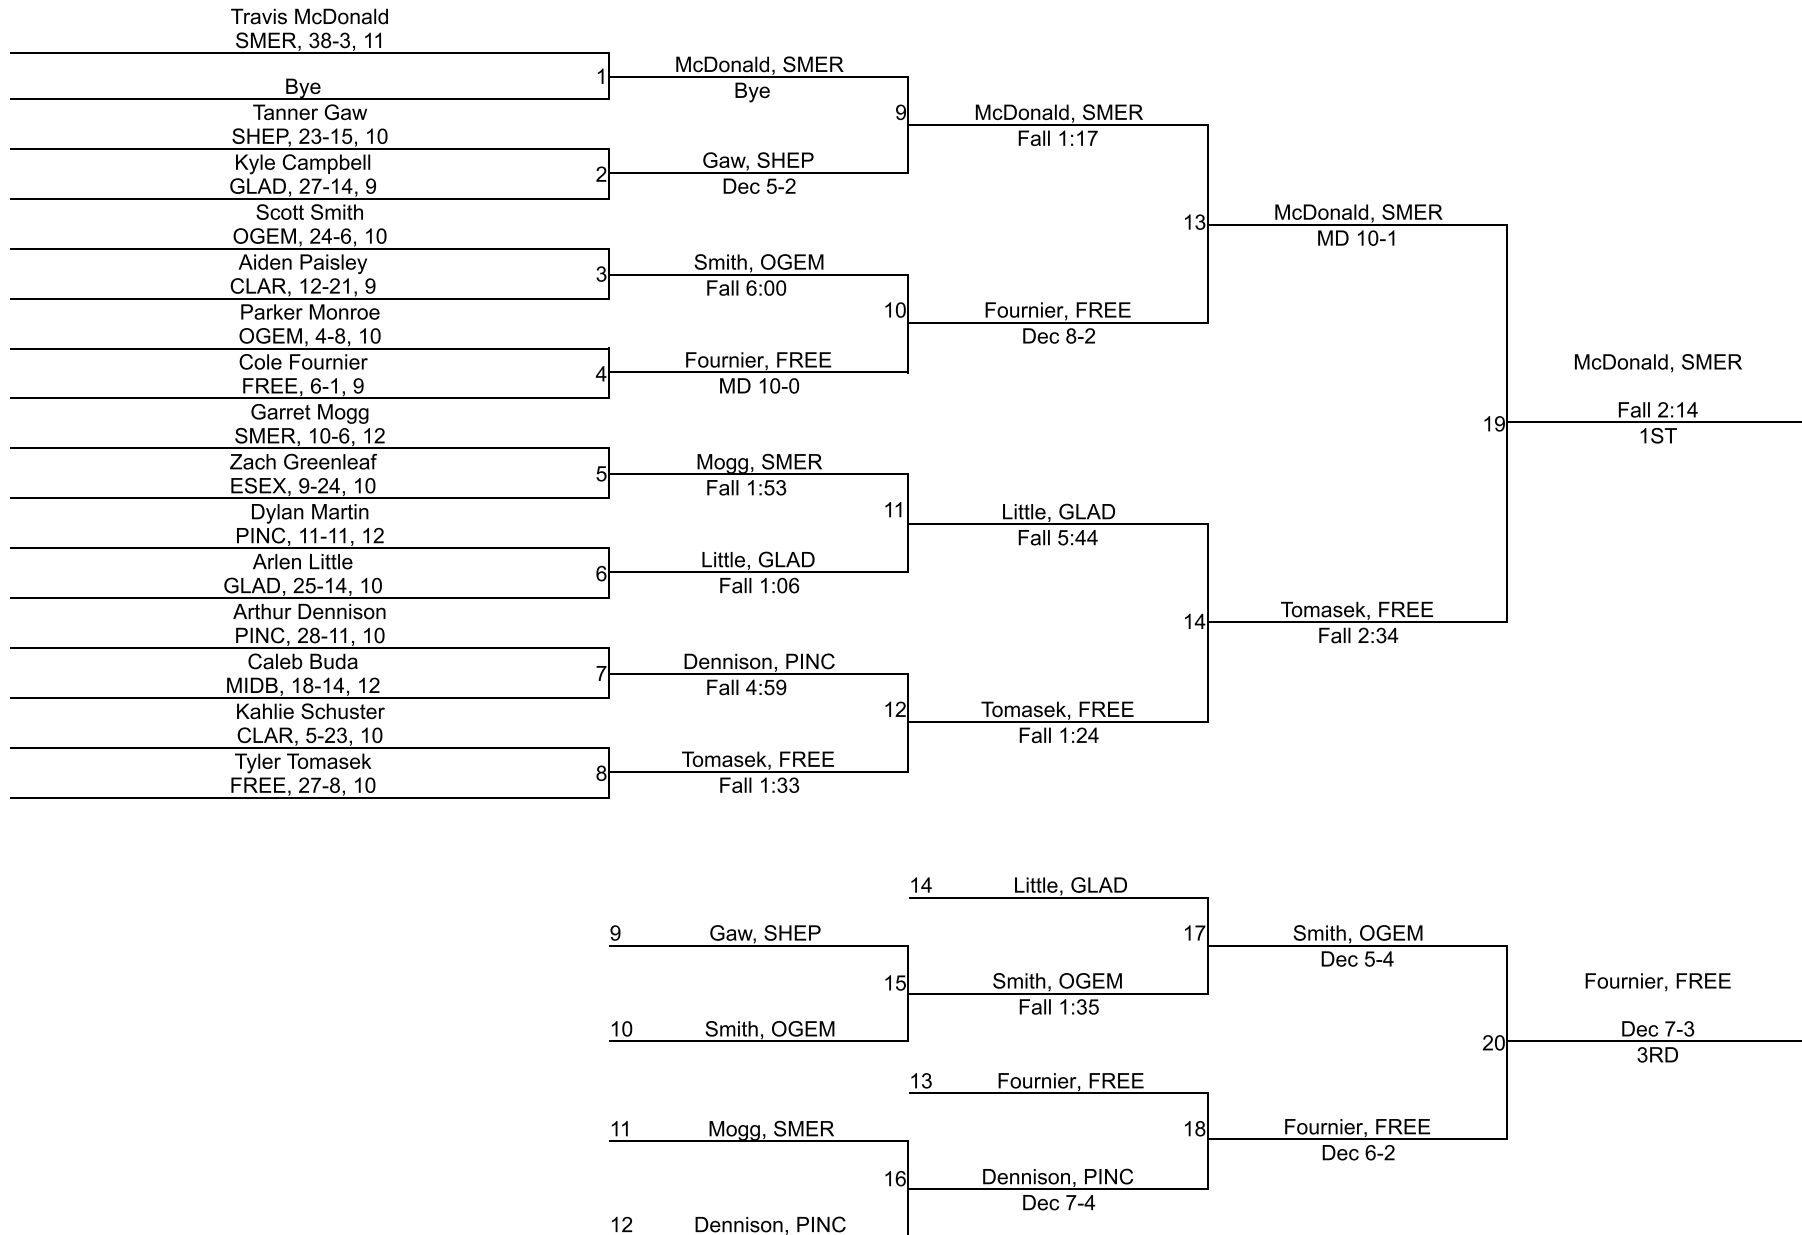 Travis McDonald
SMER, 38-3, 11
Bye
Tanner Gaw
SHEP, 23-15, 10
Kyle Campbell
GLAD, 27-14, 9
Scott Smith
OGEM, 24-6, 10
Aiden Paisley
CLAR, 12-21, 9
Parker Monroe
OGEM, 4-8, 10
Cole Fournier
FREE, 6-1, 9
Garret Mogg
SMER, 10-6, 12
Zach Greenleaf
ESEX, 9-24, 10
Dylan Martin
PINC, 11-11, 12
Arlen Little
GLAD, 25-14, 10
Arthur Dennison
PINC, 28-11, 10
Caleb Buda
MIDB, 18-14, 12
Kahlie Schuster
CLAR, 5-23, 10
Tyler Tomasek
FREE, 27-8, 10
1
McDonald, SMER
Bye
2
Gaw, SHEP
Dec 5-2
3
Smith, OGEM
Fall 6:00
4
Fournier, FREE
MD 10-0
5
Mogg, SMER
Fall 1:53
6
Little, GLAD
Fall 1:06
7
Dennison, PINC
Fall 4:59
8
Tomasek, FREE
Fall 1:33
9
McDonald, SMER
Fall 1:17
10
Fournier, FREE
Dec 8-2
11
Little, GLAD
Fall 5:44
12
Tomasek, FREE
Fall 1:24
13
McDonald, SMER
MD 10-1
14
Tomasek, FREE
Fall 2:34
19
McDonald, SMER
Fall 2:14
1ST
9
Gaw, SHEP
10
Smith, OGEM
11
Mogg, SMER
12
Dennison, PINC
14
Little, GLAD
15
Smith, OGEM
Fall 1:35
13
Fournier, FREE
16
Dennison, PINC
Dec 7-4
17
Smith, OGEM
Dec 5-4
18
Fournier, FREE
Dec 6-2
20
Fournier, FREE
Dec 7-3
3RD